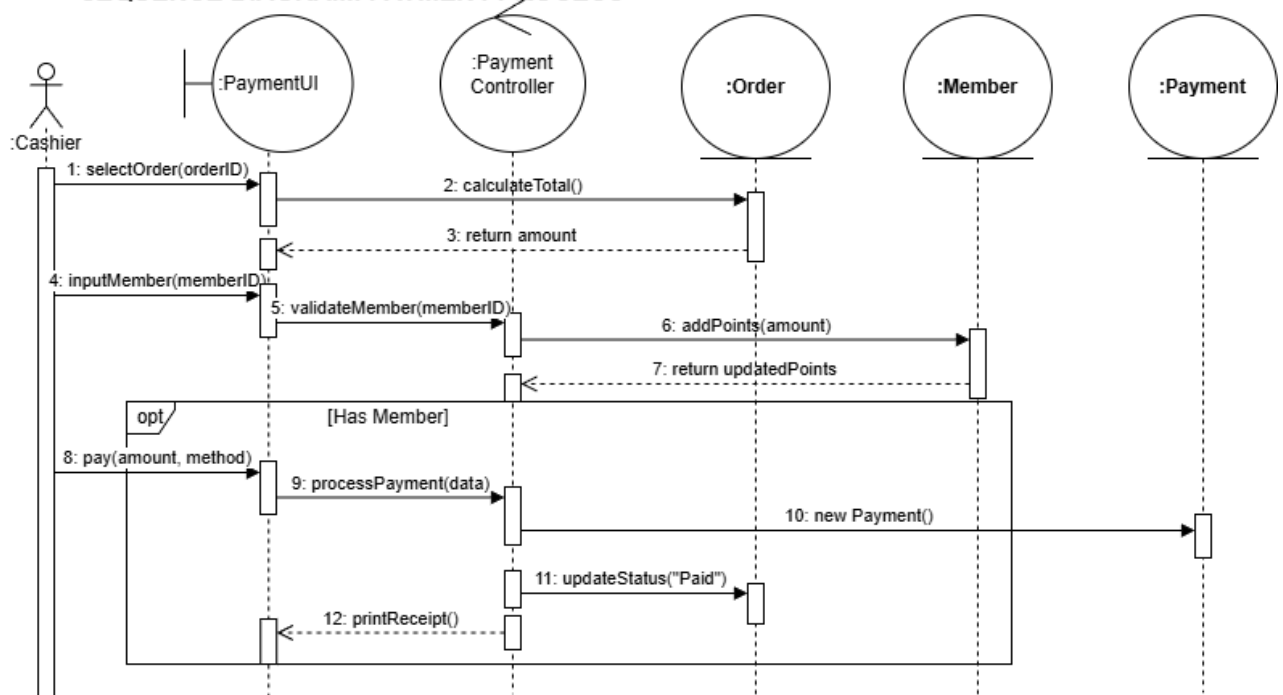 :PaymentUI
:Payment
Controller
:Order
:Member
:Payment
:Cashier
1: selectOrder(orderID)
2: calculateTotal()
3: return amount
4: inputMember(memberID)
5: validateMember(memberID)
6: addPoints(amount)
7: return updatedPoints
opt
[Has Member]
8: pay(amount, method)
9: processPayment(data)
10: new Payment()
11: updateStatus("Paid")
12: printReceipt()